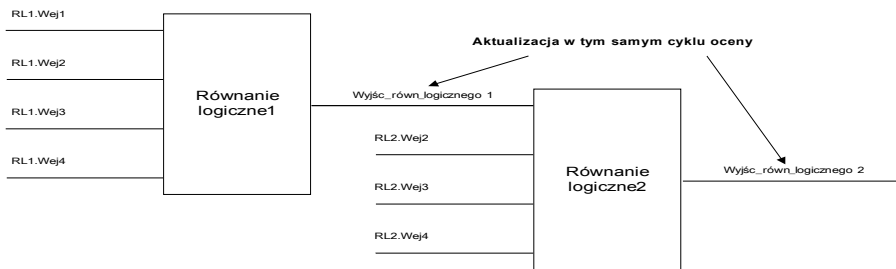 RL1.Wej1
RL1.Wej2
RL1.Wej3
RL1.Wej4
Równanie
logiczne1
Aktualizacja w tym samym cyklu oceny
Wyjśc_równ_logicznego 1
RL2.Wej2
RL2.Wej3
RL2.Wej4
Równanie
logiczne2
Wyjśc_równ_logicznego 2